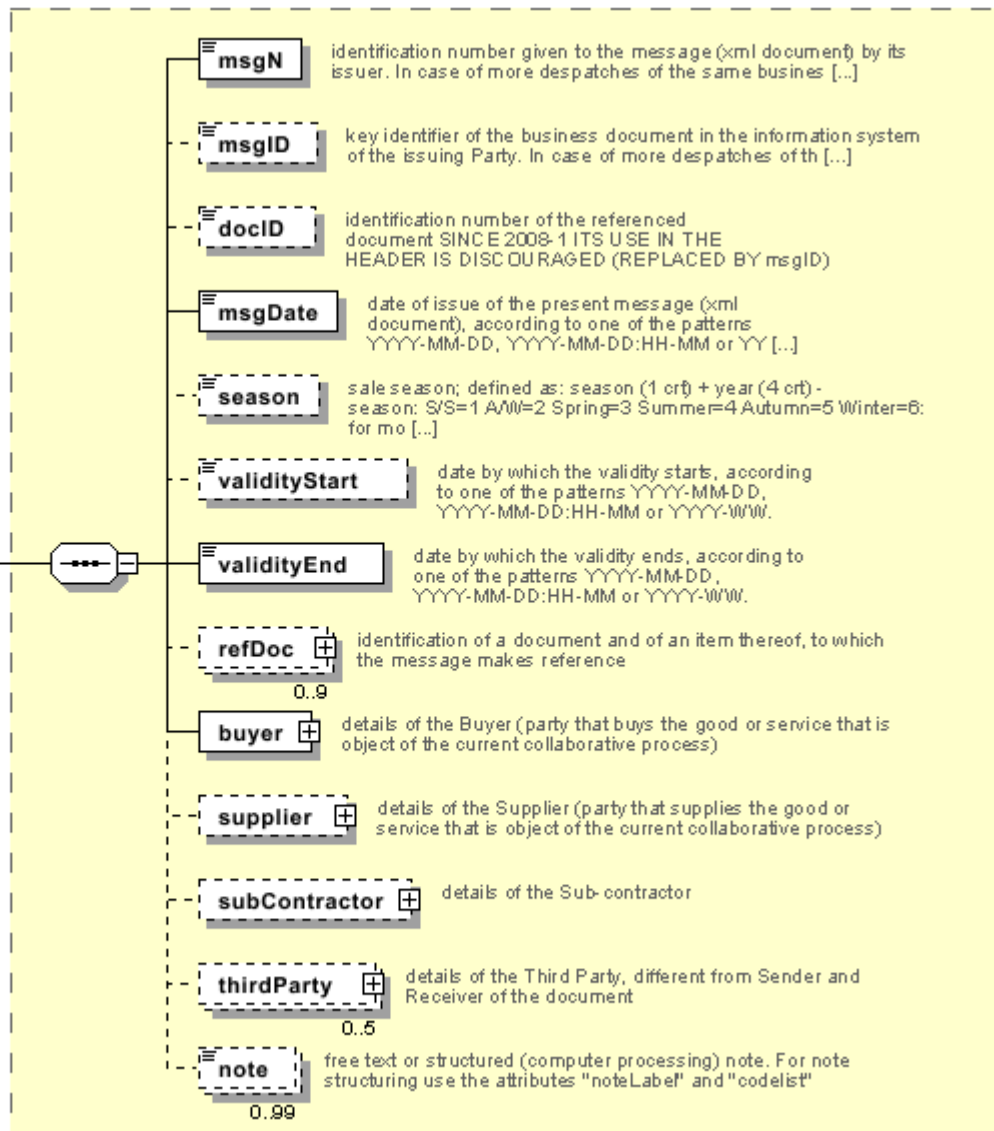 msgN
identification number given to the message (xml document) by its
issuer. In case of more despatches of the same busines [...]
msgID
key identifier of the business document in the information system
of the issuing Party. In case of more despatches of th [...]
docID
identification number of the referenced
document SINCE 2008-1 ITS USE IN THE
HEADER IS DISCOURAGED (REPLACED BY msgID)
msgDate
date of issue of the present message (xml
document), according to one of the patterns
YYYY-MM-DD, YYYY-MM-DD:HH-MM or YY [...]
season
sale season; defined as: season (1 crt) + year (4 crt) -
season: S/S=1 A/W=2 Spring=3 Summer=4 Autumn=5 Winter=6:
for mo [...]
validityStart
date by which the validity starts, according
to one of the patterns YYYY-MM-DD,
YYYY-MM-DD:HH-MM or YYYY-WW.
validityEnd
date by which the validity ends, according to
one of the patterns YYYY-MM-DD,
YYYY-MM-DD:HH-MM or YYYY-WW.
refDoc
identification of a document and of an item thereof, to which
the message makes reference
0..9
buyer
details of the Buyer (party that buys the good or service that is
object of the current collaborative process)
supplier
details of the Supplier (party that supplies the good or
service that is object of the current collaborative process)
subContractor
details of the Sub-contractor
thirdParty
details of the Third Party, different from Sender and
Receiver of the document
0..5
note
free text or structured (computer processing) note. For note
structuring use the attributes "noteLabel" and "codelist"
0..99